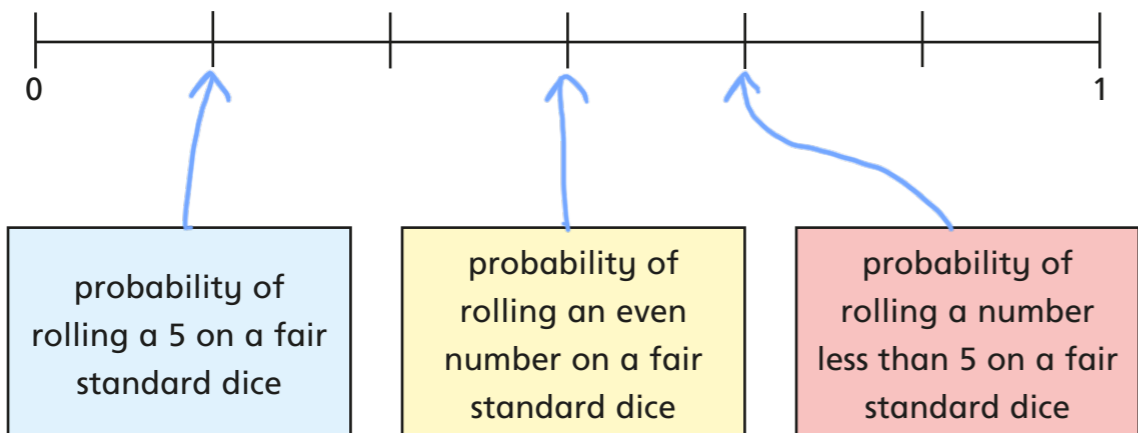 0
1
probability of
rolling a 5 on a fair
standard dice
probability of
rolling an even
number on a fair
standard dice
probability of
rolling a number
less than 5 on a fair
standard dice